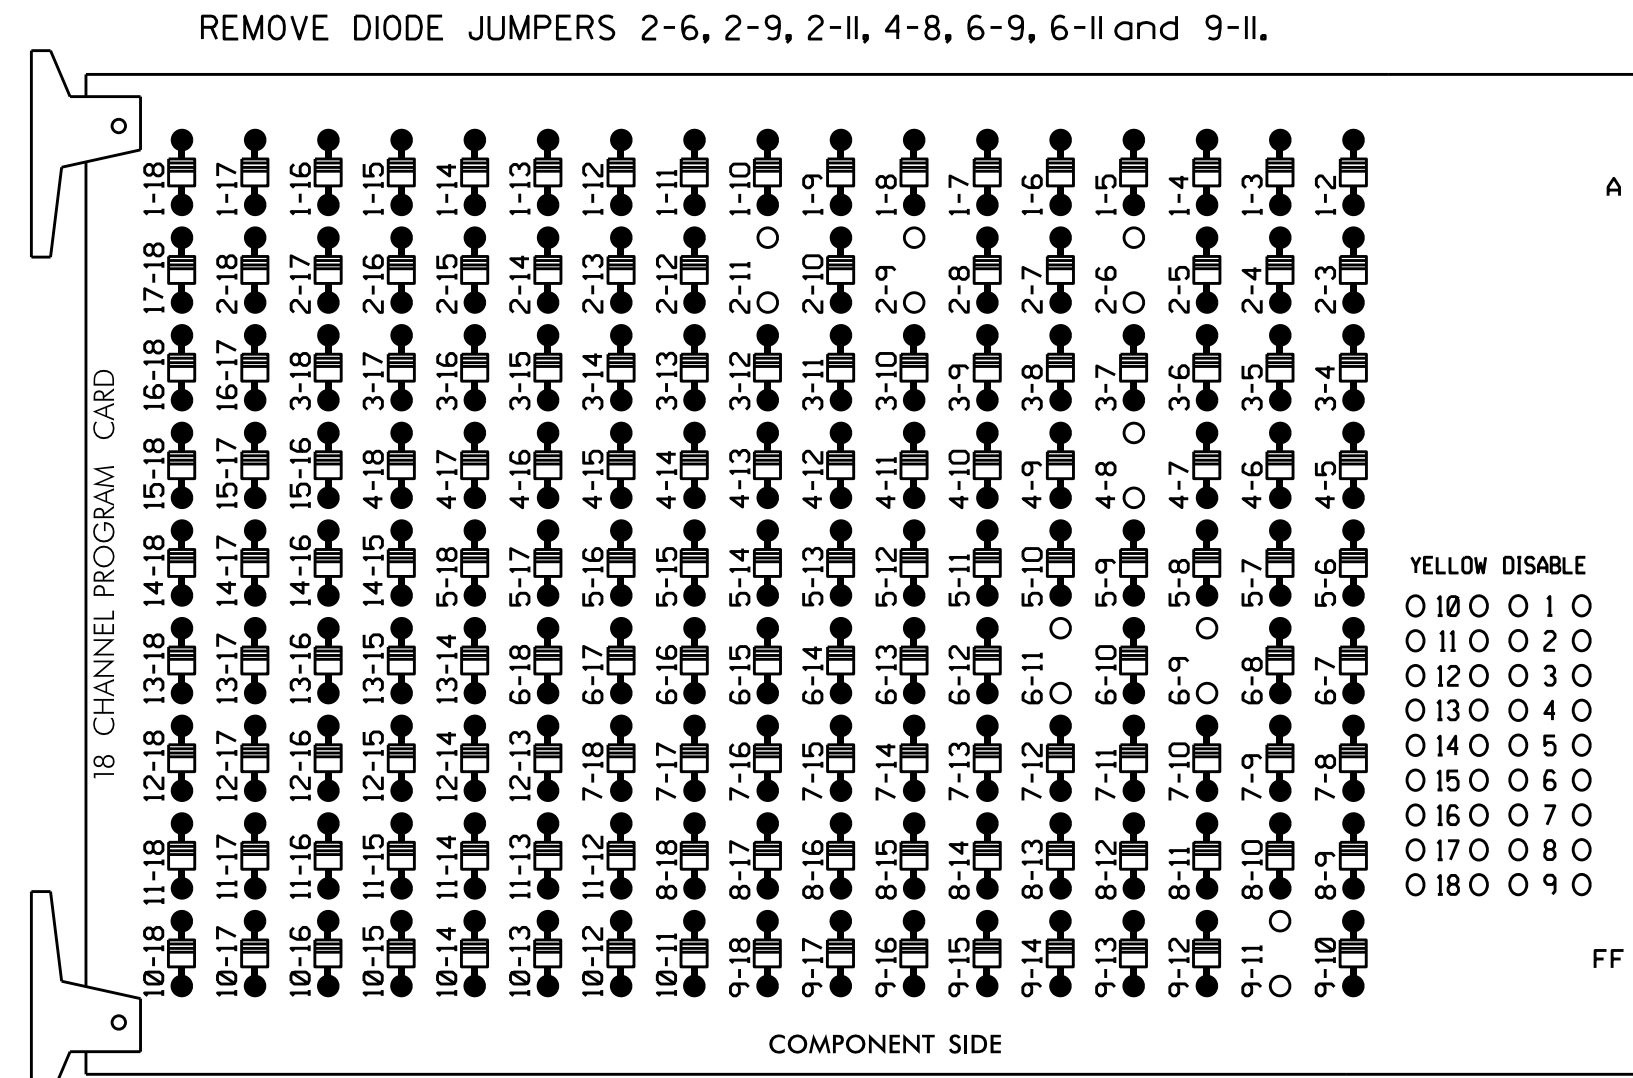 REMOVE DIODE JUMPERS 2-6, 2-9, 2-11, 4-8, 6-9, 6-11 and 9-11.
1-18 1-17 1-16 1-15 1-14 1-13 1-12 1-11 1-10 1-9 1-8 1-7 1-6 1-5 1-4 1-3 1-2
A
17-18 2-18 2-17 2-16 2-15 2-14 2-13 2-12 2-11 2-10 2-9 2-8 2-7 2-6 2-5 2-4 2-3
16-18 16-17 3-18 3-17 3-16 3-15 3-14 3-13 3-12 3-11 3-10 3-9 3-8 3-7 3-6 3-5 3-4
15-18 15-17 15-16 4-18 4-17 4-16 4-15 4-14 4-13 4-12 4-11 4-10 4-9 4-8 4-7 4-6 4-5
14-18 14-17 14-16 14-15 5-18 5-17 5-16 5-15 5-14 5-13 5-12 5-11 5-10 5-9 5-8 5-7 5-6
13-18 13-17 13-16 13-15 13-14 6-18 6-17 6-16 6-15 6-14 6-13 6-12 6-11 6-10 6-9 6-8 6-7
12-18 12-17 12-16 12-15 12-14 12-13 7-18 7-17 7-16 7-15 7-14 7-13 7-12 7-11 7-10 7-9 7-8
11-18 11-17 11-16 11-15 11-14 11-13 11-12 8-18 8-17 8-16 8-15 8-14 8-13 8-12 8-11 8-10 8-9
10-18 10-17 10-16 10-15 10-14 10-13 10-12 10-11 9-18 9-17 9-16 9-15 9-14 9-13 9-12 9-11 9-10
18 CHANNEL PROGRAM CARD
YELLOW DISABLE
10 1
11 2
12 3
13 4
14 5
15 6
16 7
17 8
18 9
FF
COMPONENT SIDE